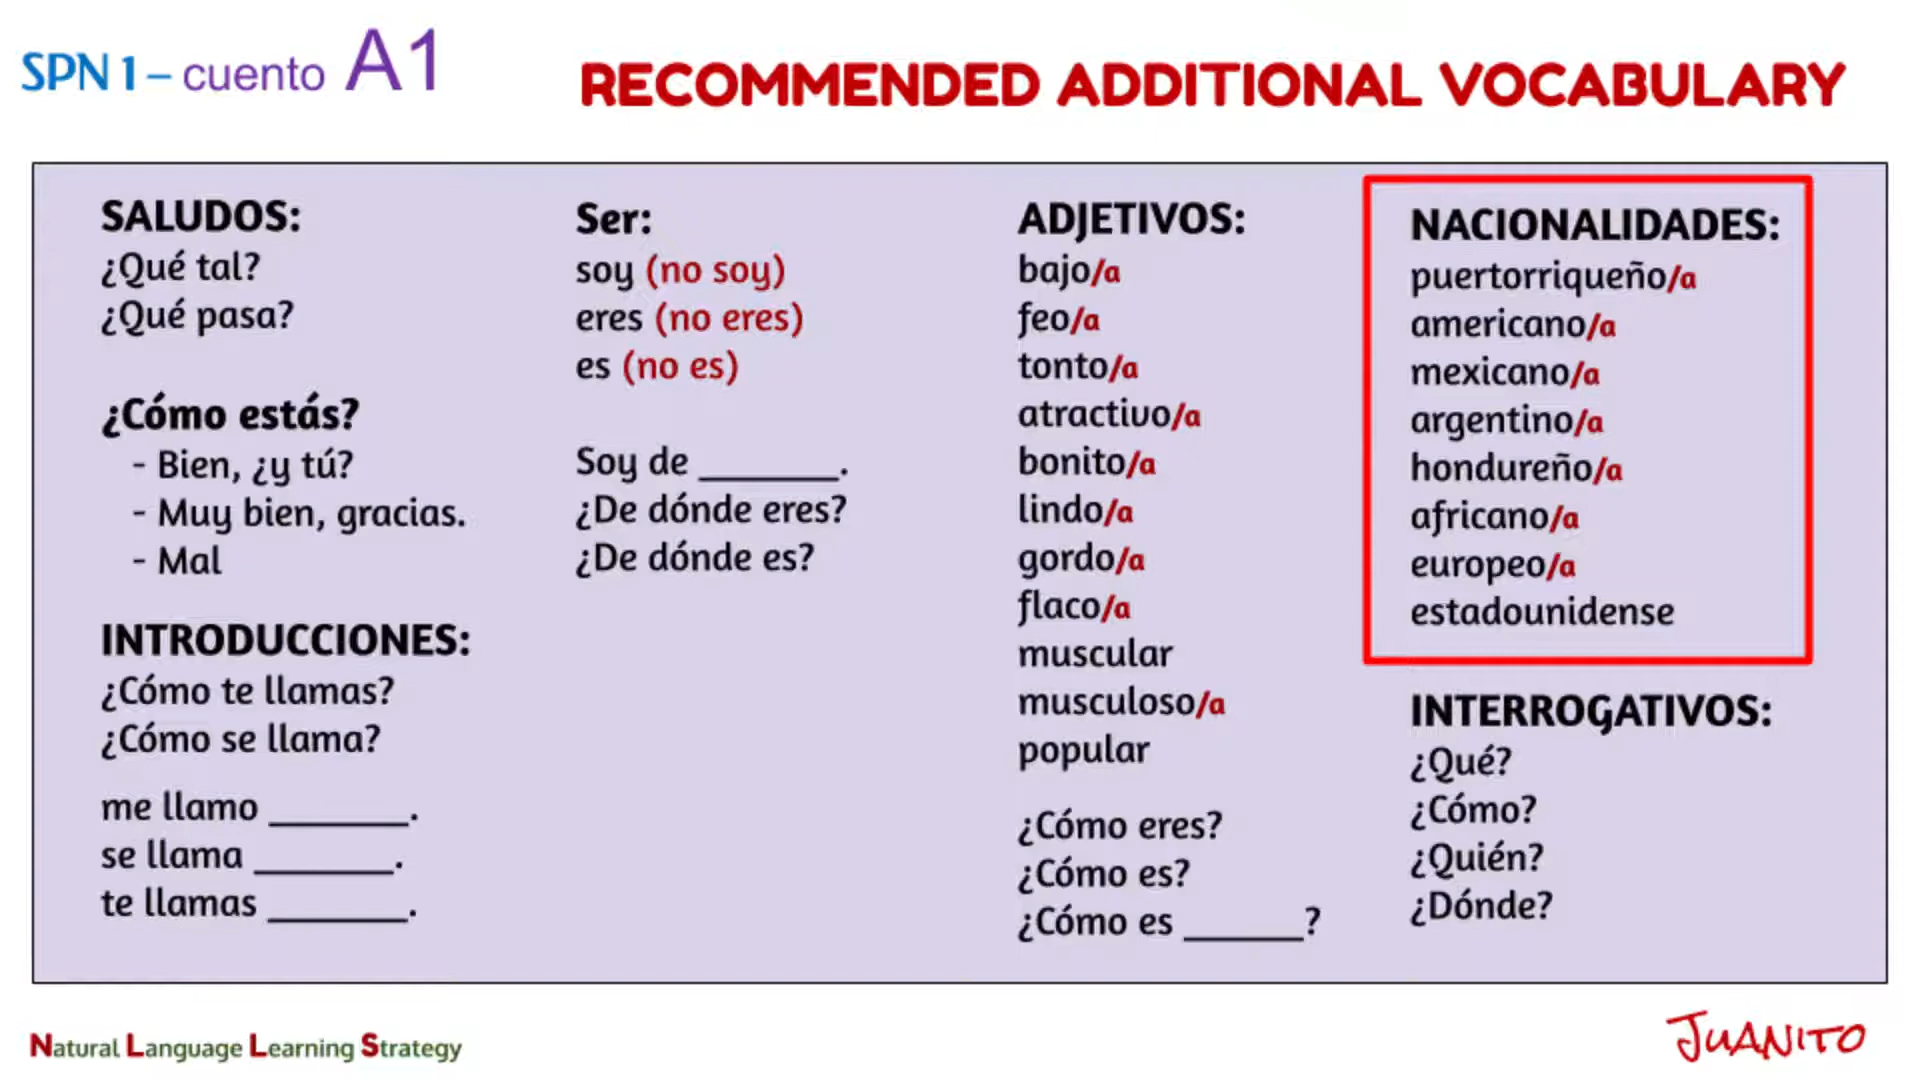 SPN 1 – cuento A1
RECOMMENDED ADDITIONAL VOCABULARY
SALUDOS:
¿Qué tal?
¿Qué pasa?
¿Cómo estás?
- Bien, ¿y tú?
- Muy bien, gracias.
- Mal
INTRODUCCIONES:
¿Cómo te llamas?
¿Cómo se llama?
me llamo _______.
se llama _______.
te llamas _______.
Ser:
soy (no soy)
eres (no eres)
es (no es)
Soy de _______.
¿De dónde eres?
¿De dónde es?
ADJETIVOS:
bajo/a
feo/a
tonto/a
atractivo/a
bonito/a
lindo/a
gordo/a
flaco/a
muscular
musculoso/a
popular
¿Cómo eres?
¿Cómo es?
¿Cómo es ______?
NACIONALIDADES:
puertorriqueño/a
americano/a
mexicano/a
argentino/a
hondureño/a
africano/a
europeo/a
estadounidense
INTERROGATIVOS:
¿Qué?
¿Cómo?
¿Quién?
¿Dónde?
Natural Language Learning Strategy
JUANITO